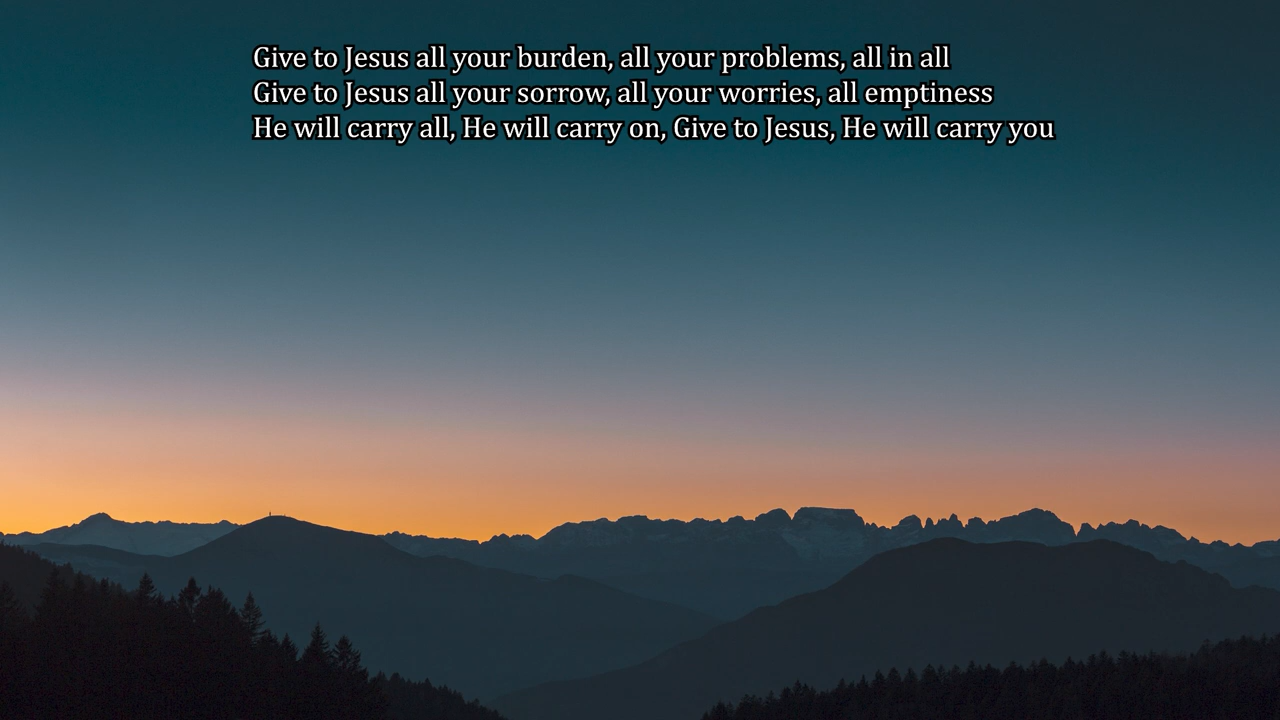 Give to Jesus all your burden, all your problems, all in all
Give to Jesus all your sorrow, all your worries, all emptiness
He will carry all, He will carry on, Give to Jesus, He will carry you